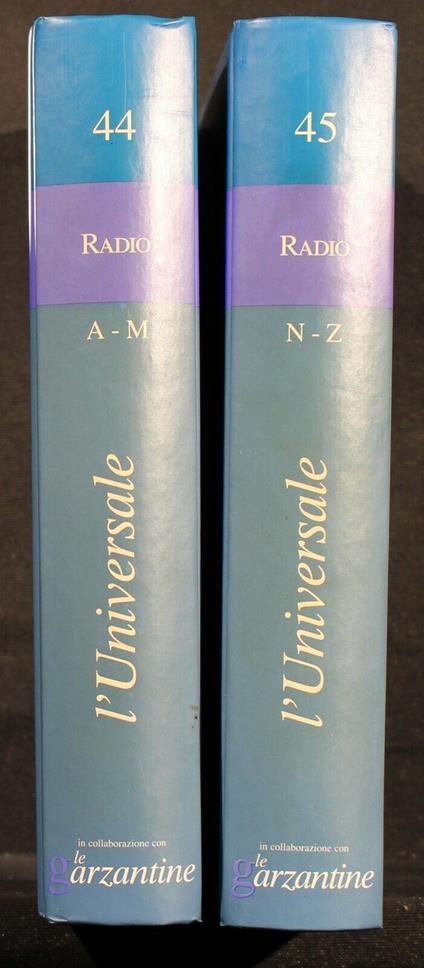 44
RADIO
A - M
l'Universale
in collaborazione con
le
garzantine
45
RADIO
N - Z
l'Universale
in collaborazione con
le
garzantine